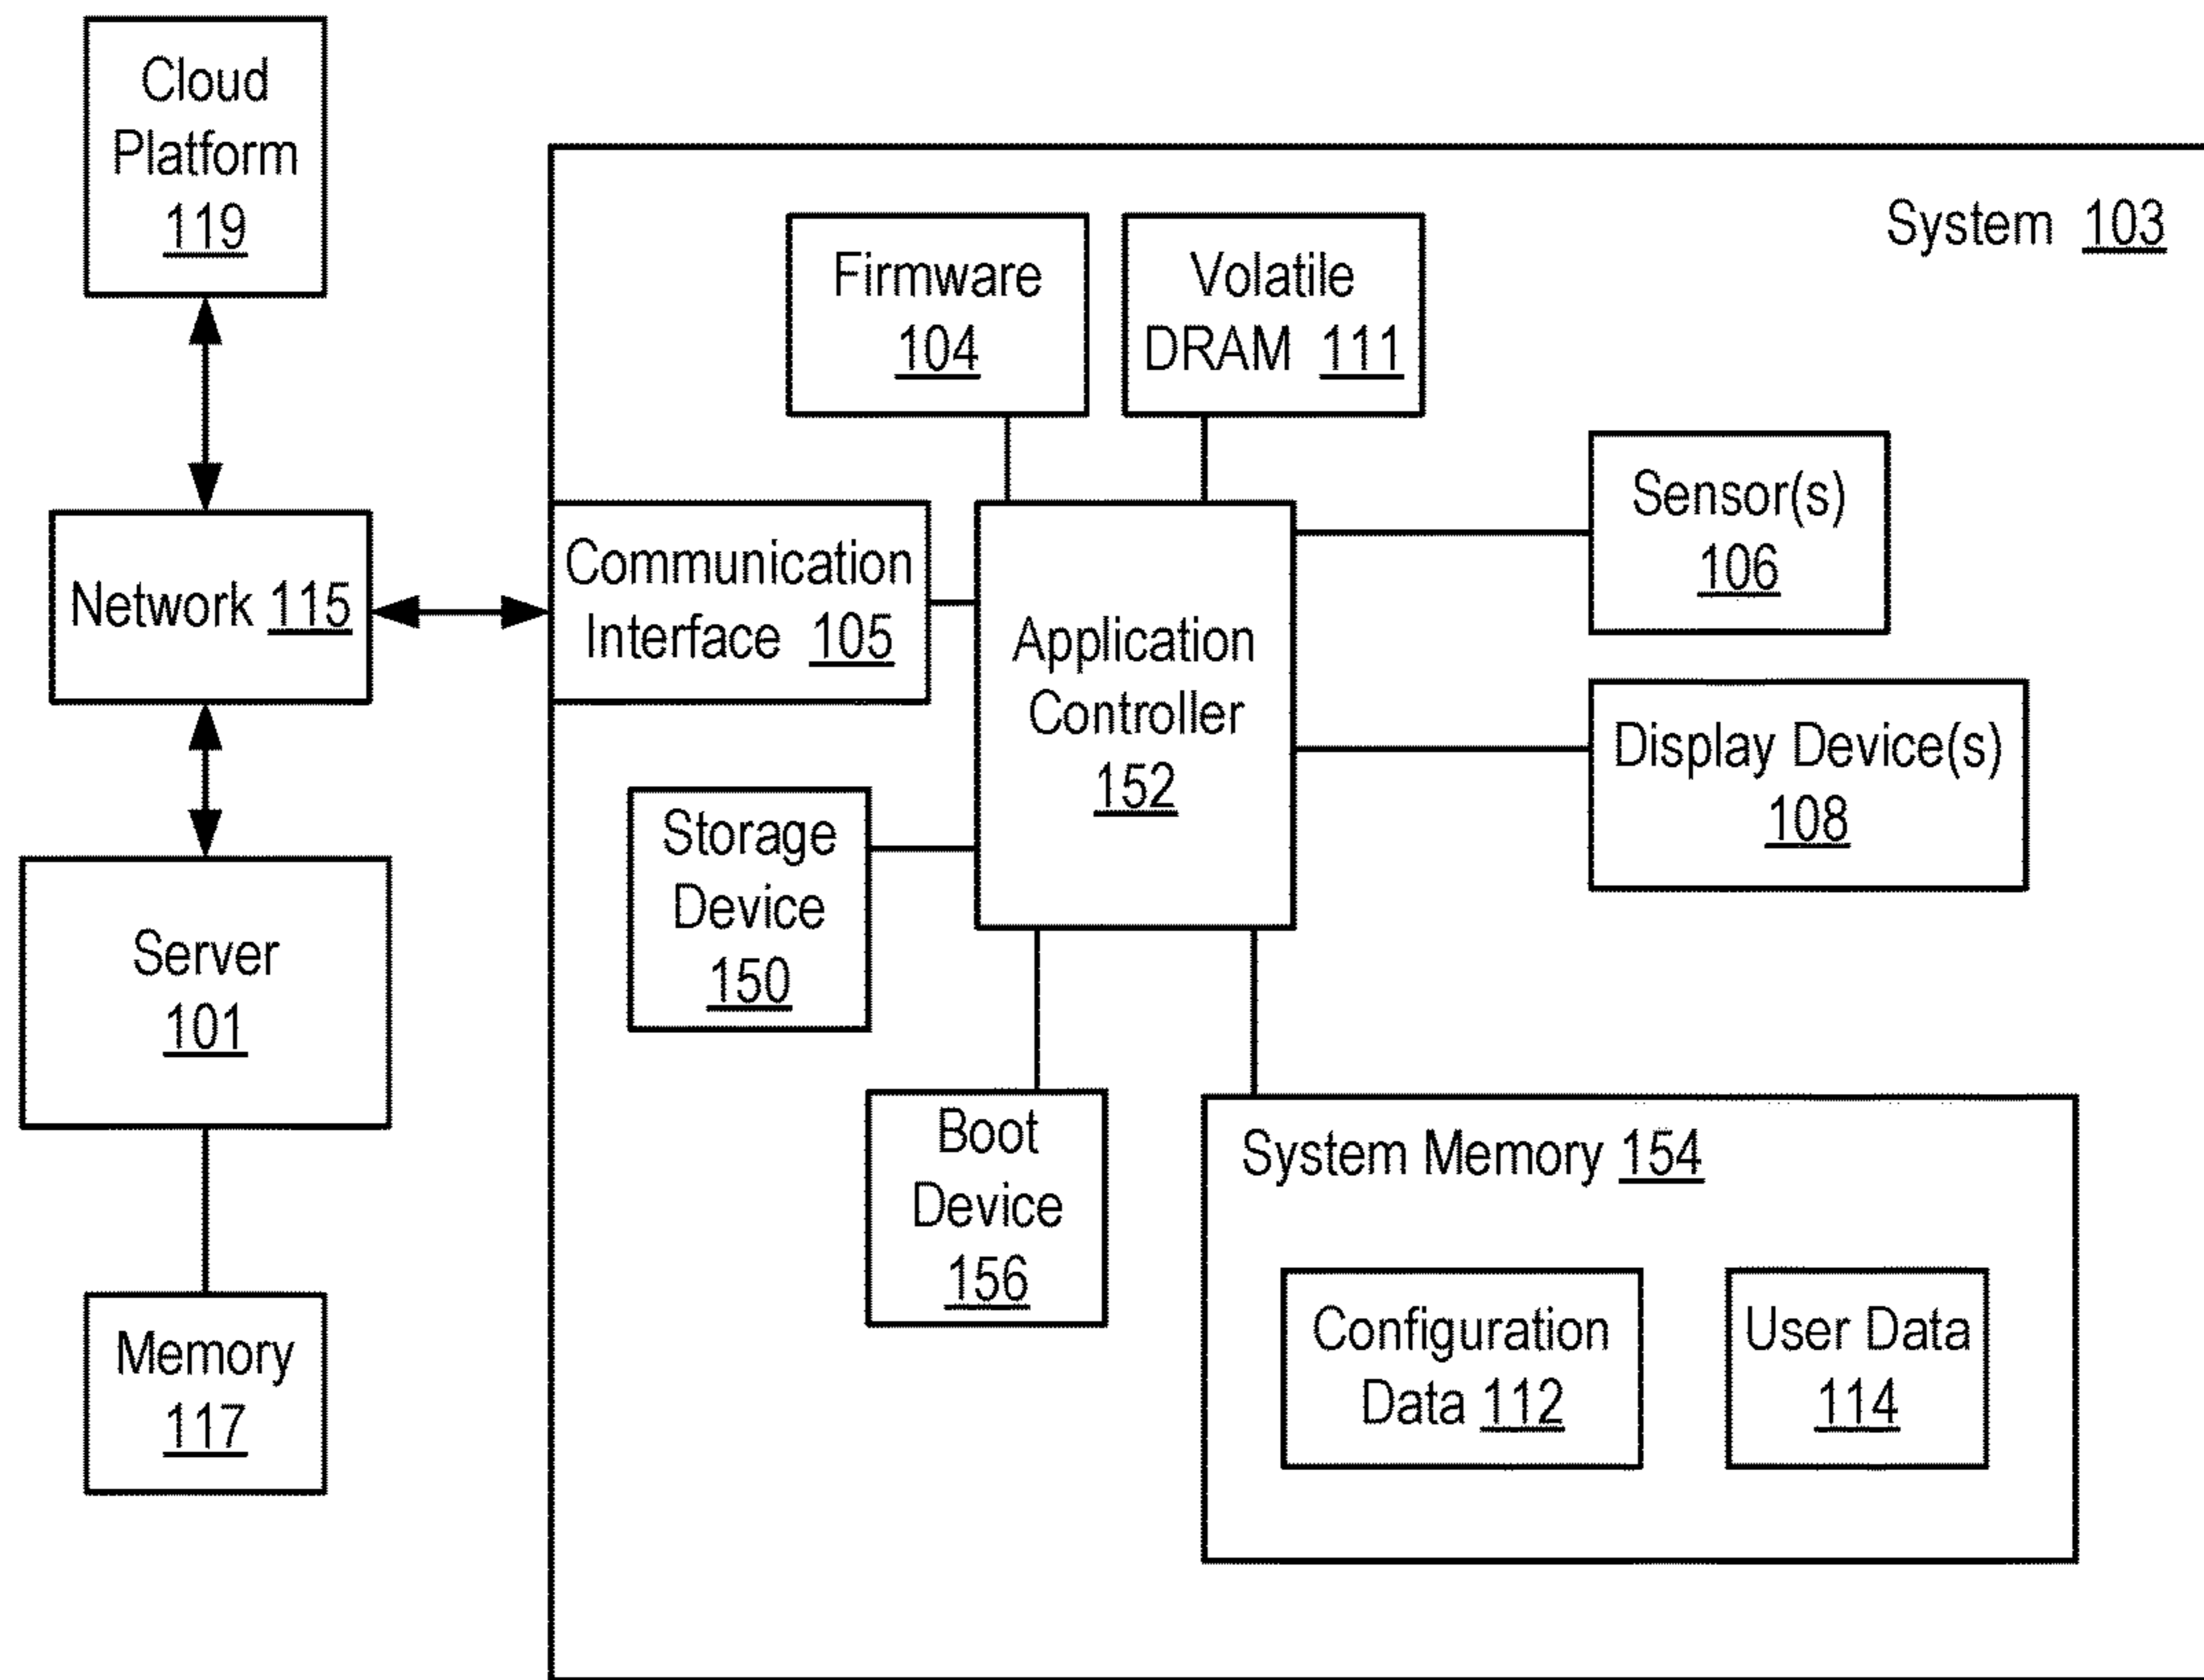 Cloud
Platform
119
System 103
Firmware
104
Volatile
DRAM 111
Sensor(s)
106
Network 115
Communication
Interface 105
Application
Controller
152
Display Device(s)
108
Storage
Device
150
Server
101
Boot
Device
156
System Memory 154
Configuration
Data 112
User Data
114
Memory
117